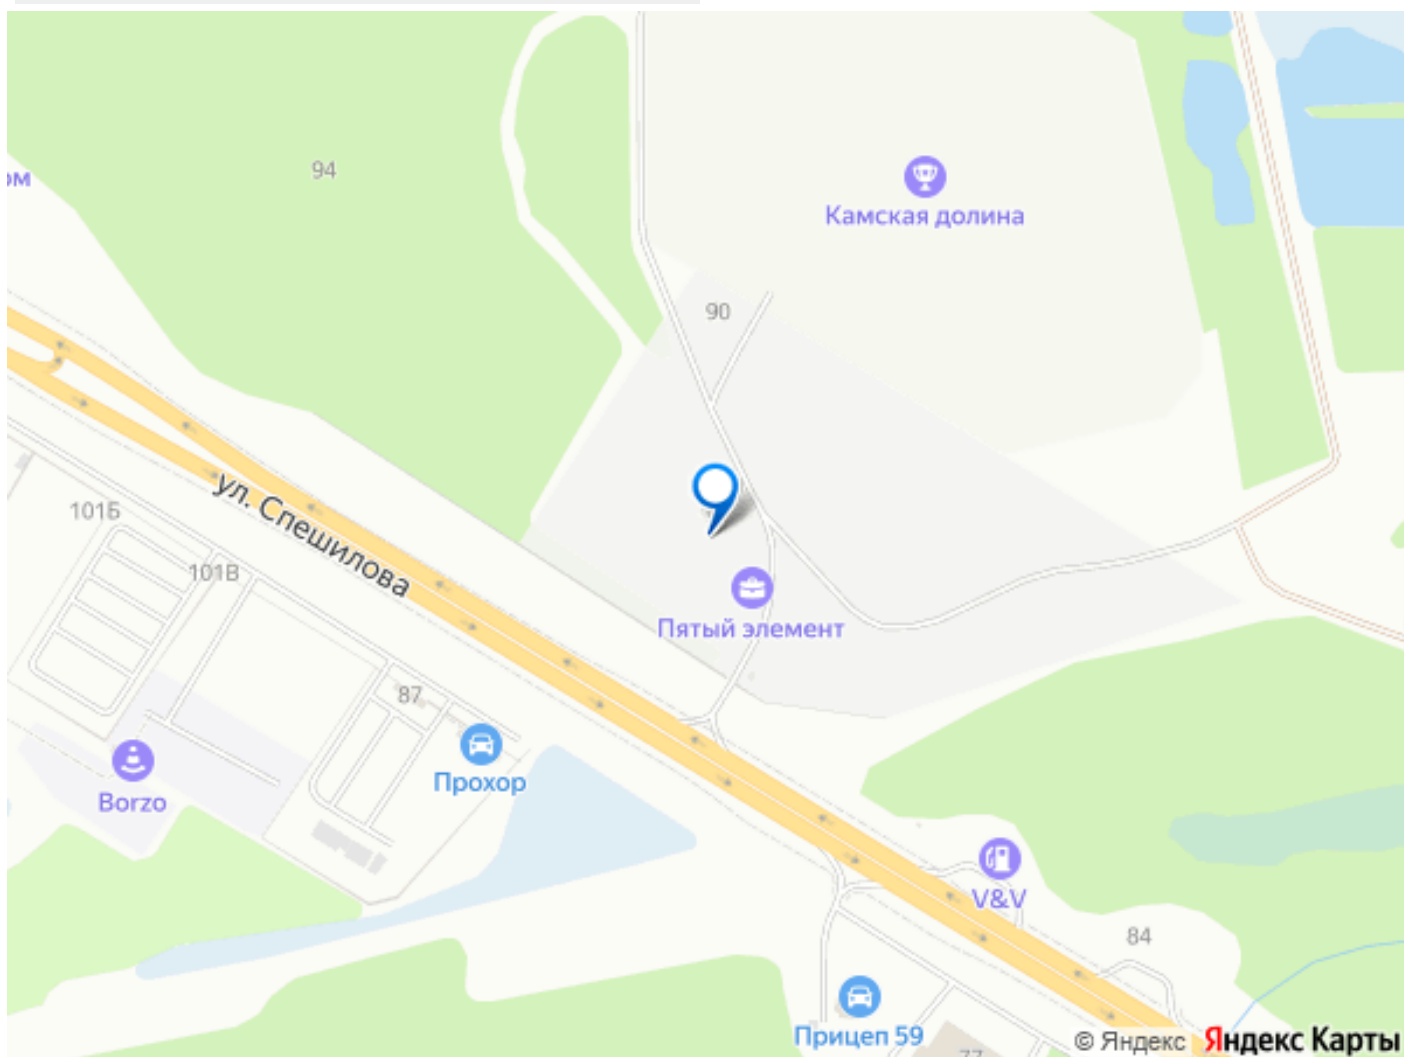 94
ом
Камская долина
90
ул. Спешилова
101Б
101В
Пятый элемент
87
Прохор
Borzo
V&V
84
Прицеп 59
77
© Яндекс Яндекс Карты